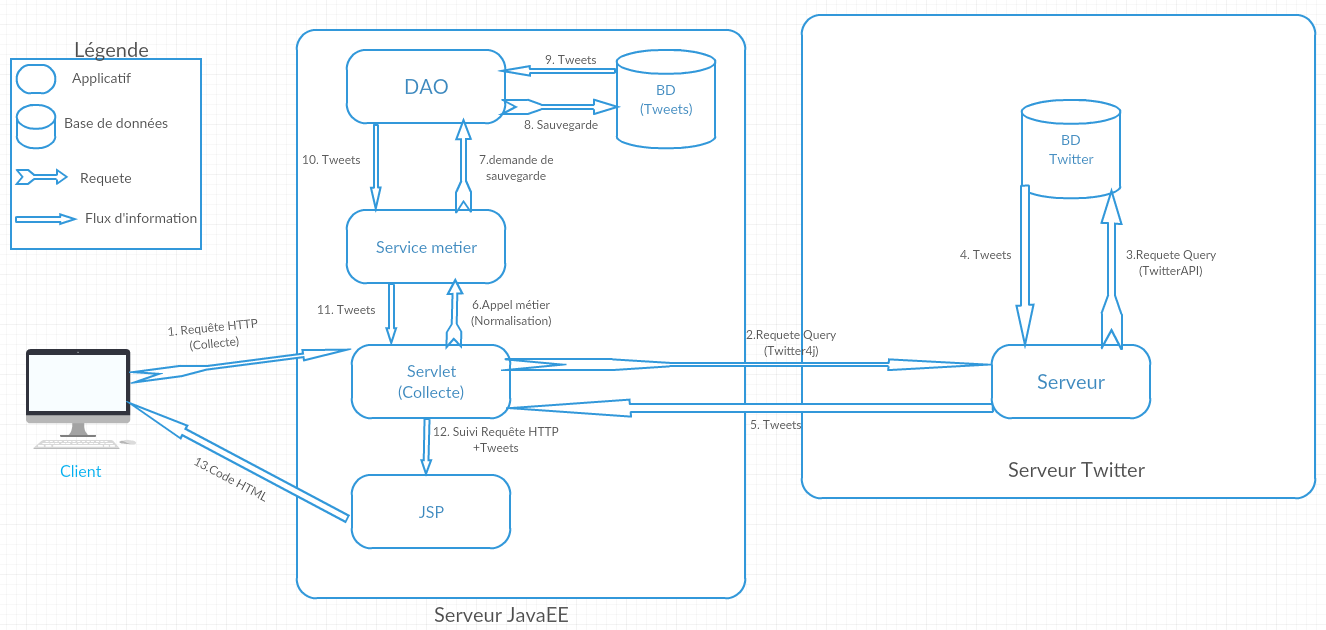 Légende
Applicatif
Base de données
Requete
Flux d'information
DAO
9. Tweets
BD
(Tweets)
8. Sauvegarde
10. Tweets
7.demande de
sauvegarde
Service metier
11. Tweets
6.Appel métier
(Normalisation)
1. Requête HTTP
(Collecte)
Servlet
(Collecte)
2.Requete Query
(Twitter4j)
5. Tweets
12. Suivi Requête HTTP
+Tweets
13.Code HTML
JSP
Client
Serveur JavaEE
BD
Twitter
4. Tweets
3.Requete Query
(TwitterAPI)
Serveur
Serveur Twitter